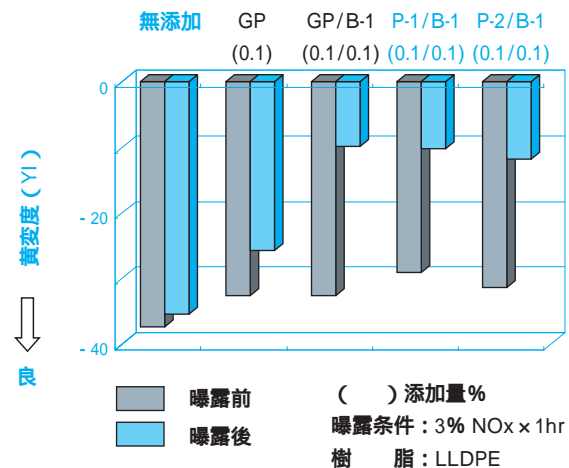 無添加 GP GP/B-1 P-1/B-1 P-2/B-1
(0.1) (0.1/0.1) (0.1/0.1) (0.1/0.1)
0
- 20
- 40
黄変度(YI)
良
曝露前
曝露後
(　　)添加量%
曝露条件:3% NOx×1hr
樹　脂:LLDPE